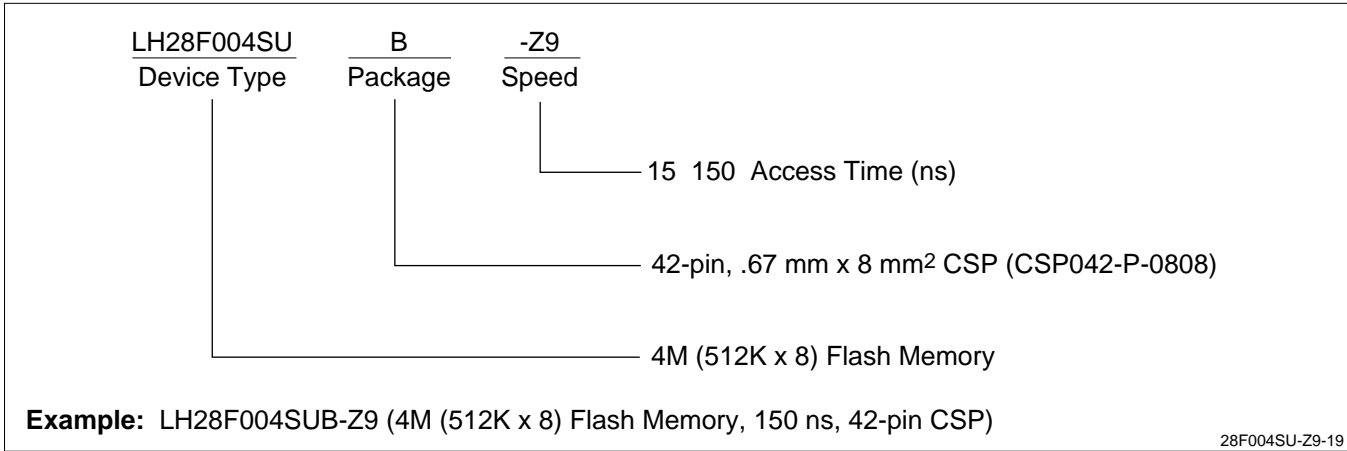 LH28F004SU B -Z9
Device Type Package Speed
15 150 Access Time (ns)
42-pin, .67 mm x 8 mm2 CSP (CSP042-P-0808)
4M (512K x 8) Flash Memory
Example: LH28F004SUB-Z9 (4M (512K x 8) Flash Memory, 150 ns, 42-pin CSP)
28F004SU-Z9-19